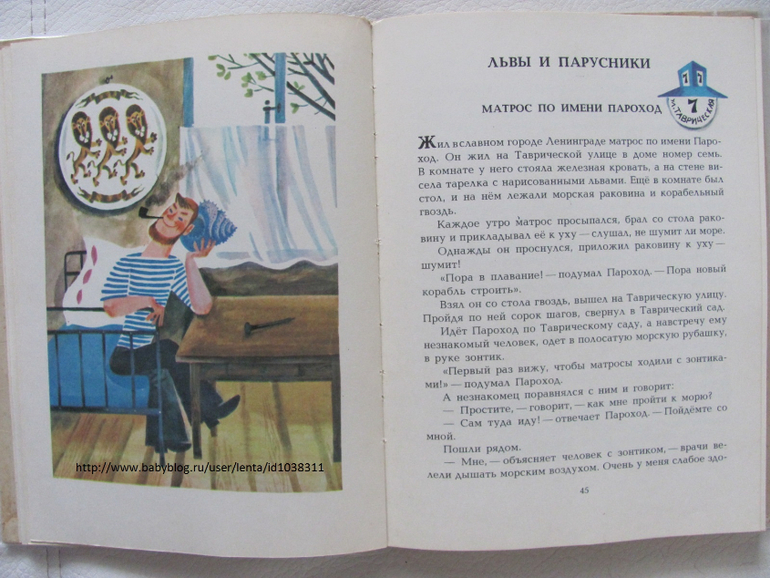 http://www.babyblog.ru/user/lenta/id1038311
ЛЬВЫ И ПАРУСНИКИ
17
7
ул. ТАВРИЧЕСКАЯ
МАТРОС ПО ИМЕНИ ПАРОХОД
Жил в славном городе Ленинграде матрос по имени Паро-
ход. Он жил на Таврической улице в доме номер семь.
В комнате у него стояла железная кровать, а на стене ви-
села тарелка с нарисованными львами. Ещё в комнате был
стол, и на нём лежали морская раковина и корабельный
гвоздь.
Каждое утро матрос просыпался, брал со стола рако-
вину и прикладывал её к уху — слушал, не шумит ли море.
Однажды он проснулся, приложил раковину к уху —
шумит!
«Пора в плавание! — подумал Пароход. — Пора новый
корабль строить».
Взял он со стола гвоздь, вышел на Таврическую улицу.
Пройдя по ней сорок шагов, свернул в Таврический сад.
Идёт Пароход по Таврическому саду, а навстречу ему
незнакомый человек, одет в полосатую морскую рубашку,
в руке зонтик.
«Первый раз вижу, чтобы матросы ходили с зонтика-
ми!» — подумал Пароход.
А незнакомец поравнялся с ним и говорит:
— Простите, — говорит, — как мне пройти к морю?
— Сам туда иду! — отвечает Пароход. — Пойдёмте со
мной.
Пошли рядом.
— Мне, — объясняет человек с зонтиком, — врачи ве-
лели дышать морским воздухом. Очень у меня слабое здо-
45